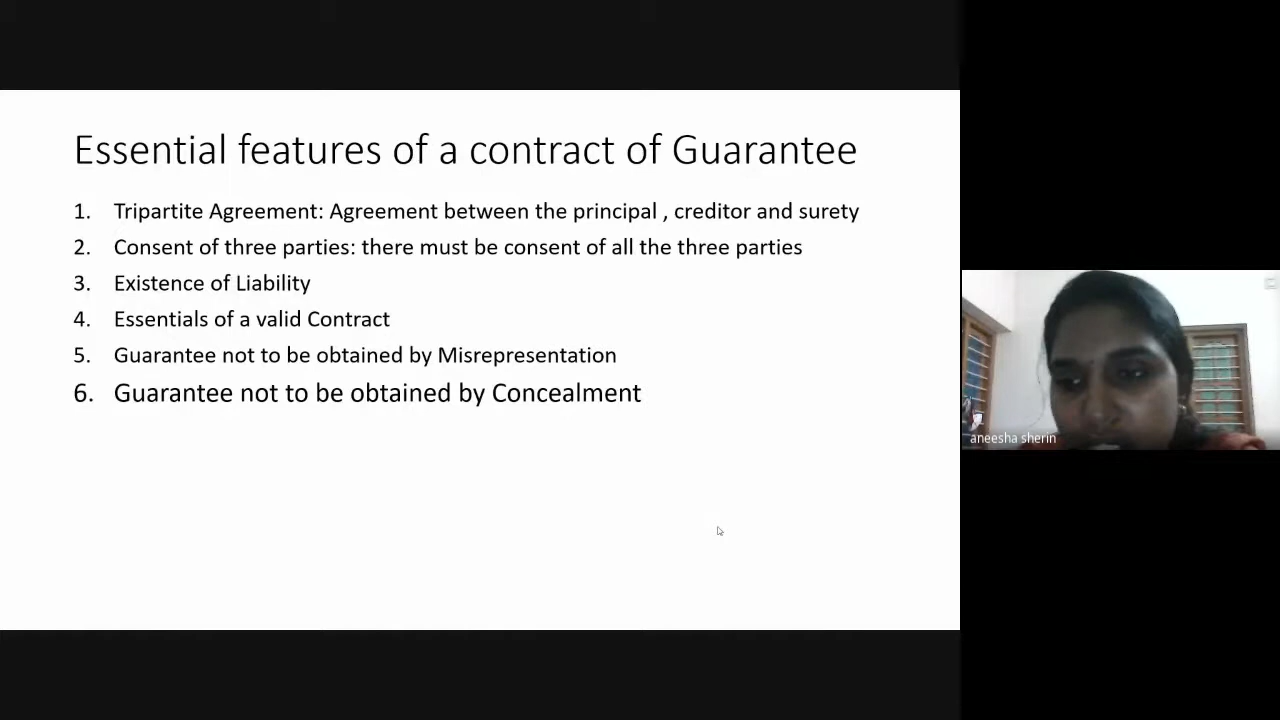 Essential features of a contract of Guarantee
1. Tripartite Agreement: Agreement between the principal , creditor and surety
2. Consent of three parties: there must be consent of all the three parties
3. Existence of Liability
4. Essentials of a valid Contract
5. Guarantee not to be obtained by Misrepresentation
6. Guarantee not to be obtained by Concealment
aneesha sherin